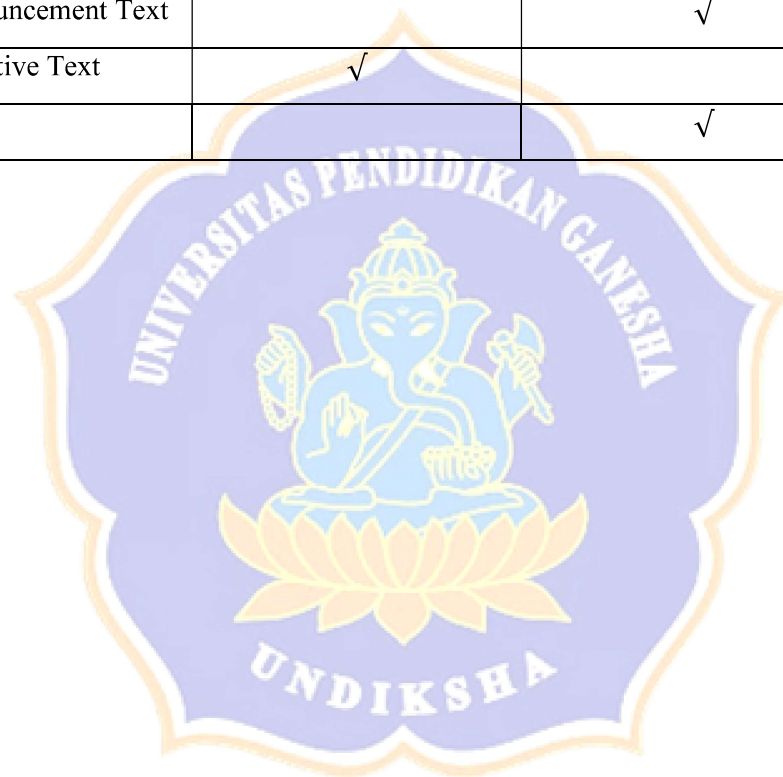 uncement Text √
tive Text √
√
UNIVERSITAS PENDIDIKAN GANESHA
UNDIKSHA